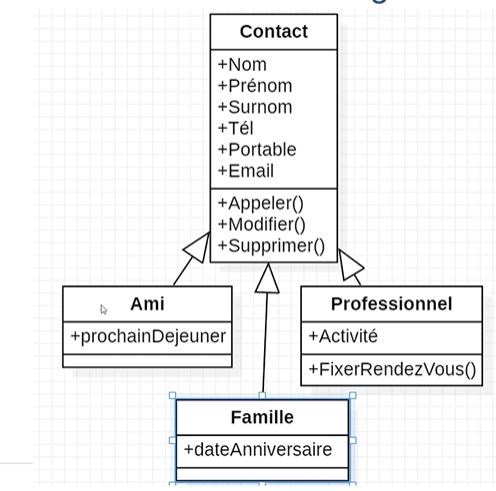 Contact
+Nom
+Prénom
+Surnom
+Tél
+Portable
+Email
+Appeler()
+Modifier()
+Supprimer()
Ami
+prochainDejeuner
Professionnel
+Activité
+FixerRendezVous()
Famille
+dateAnniversaire